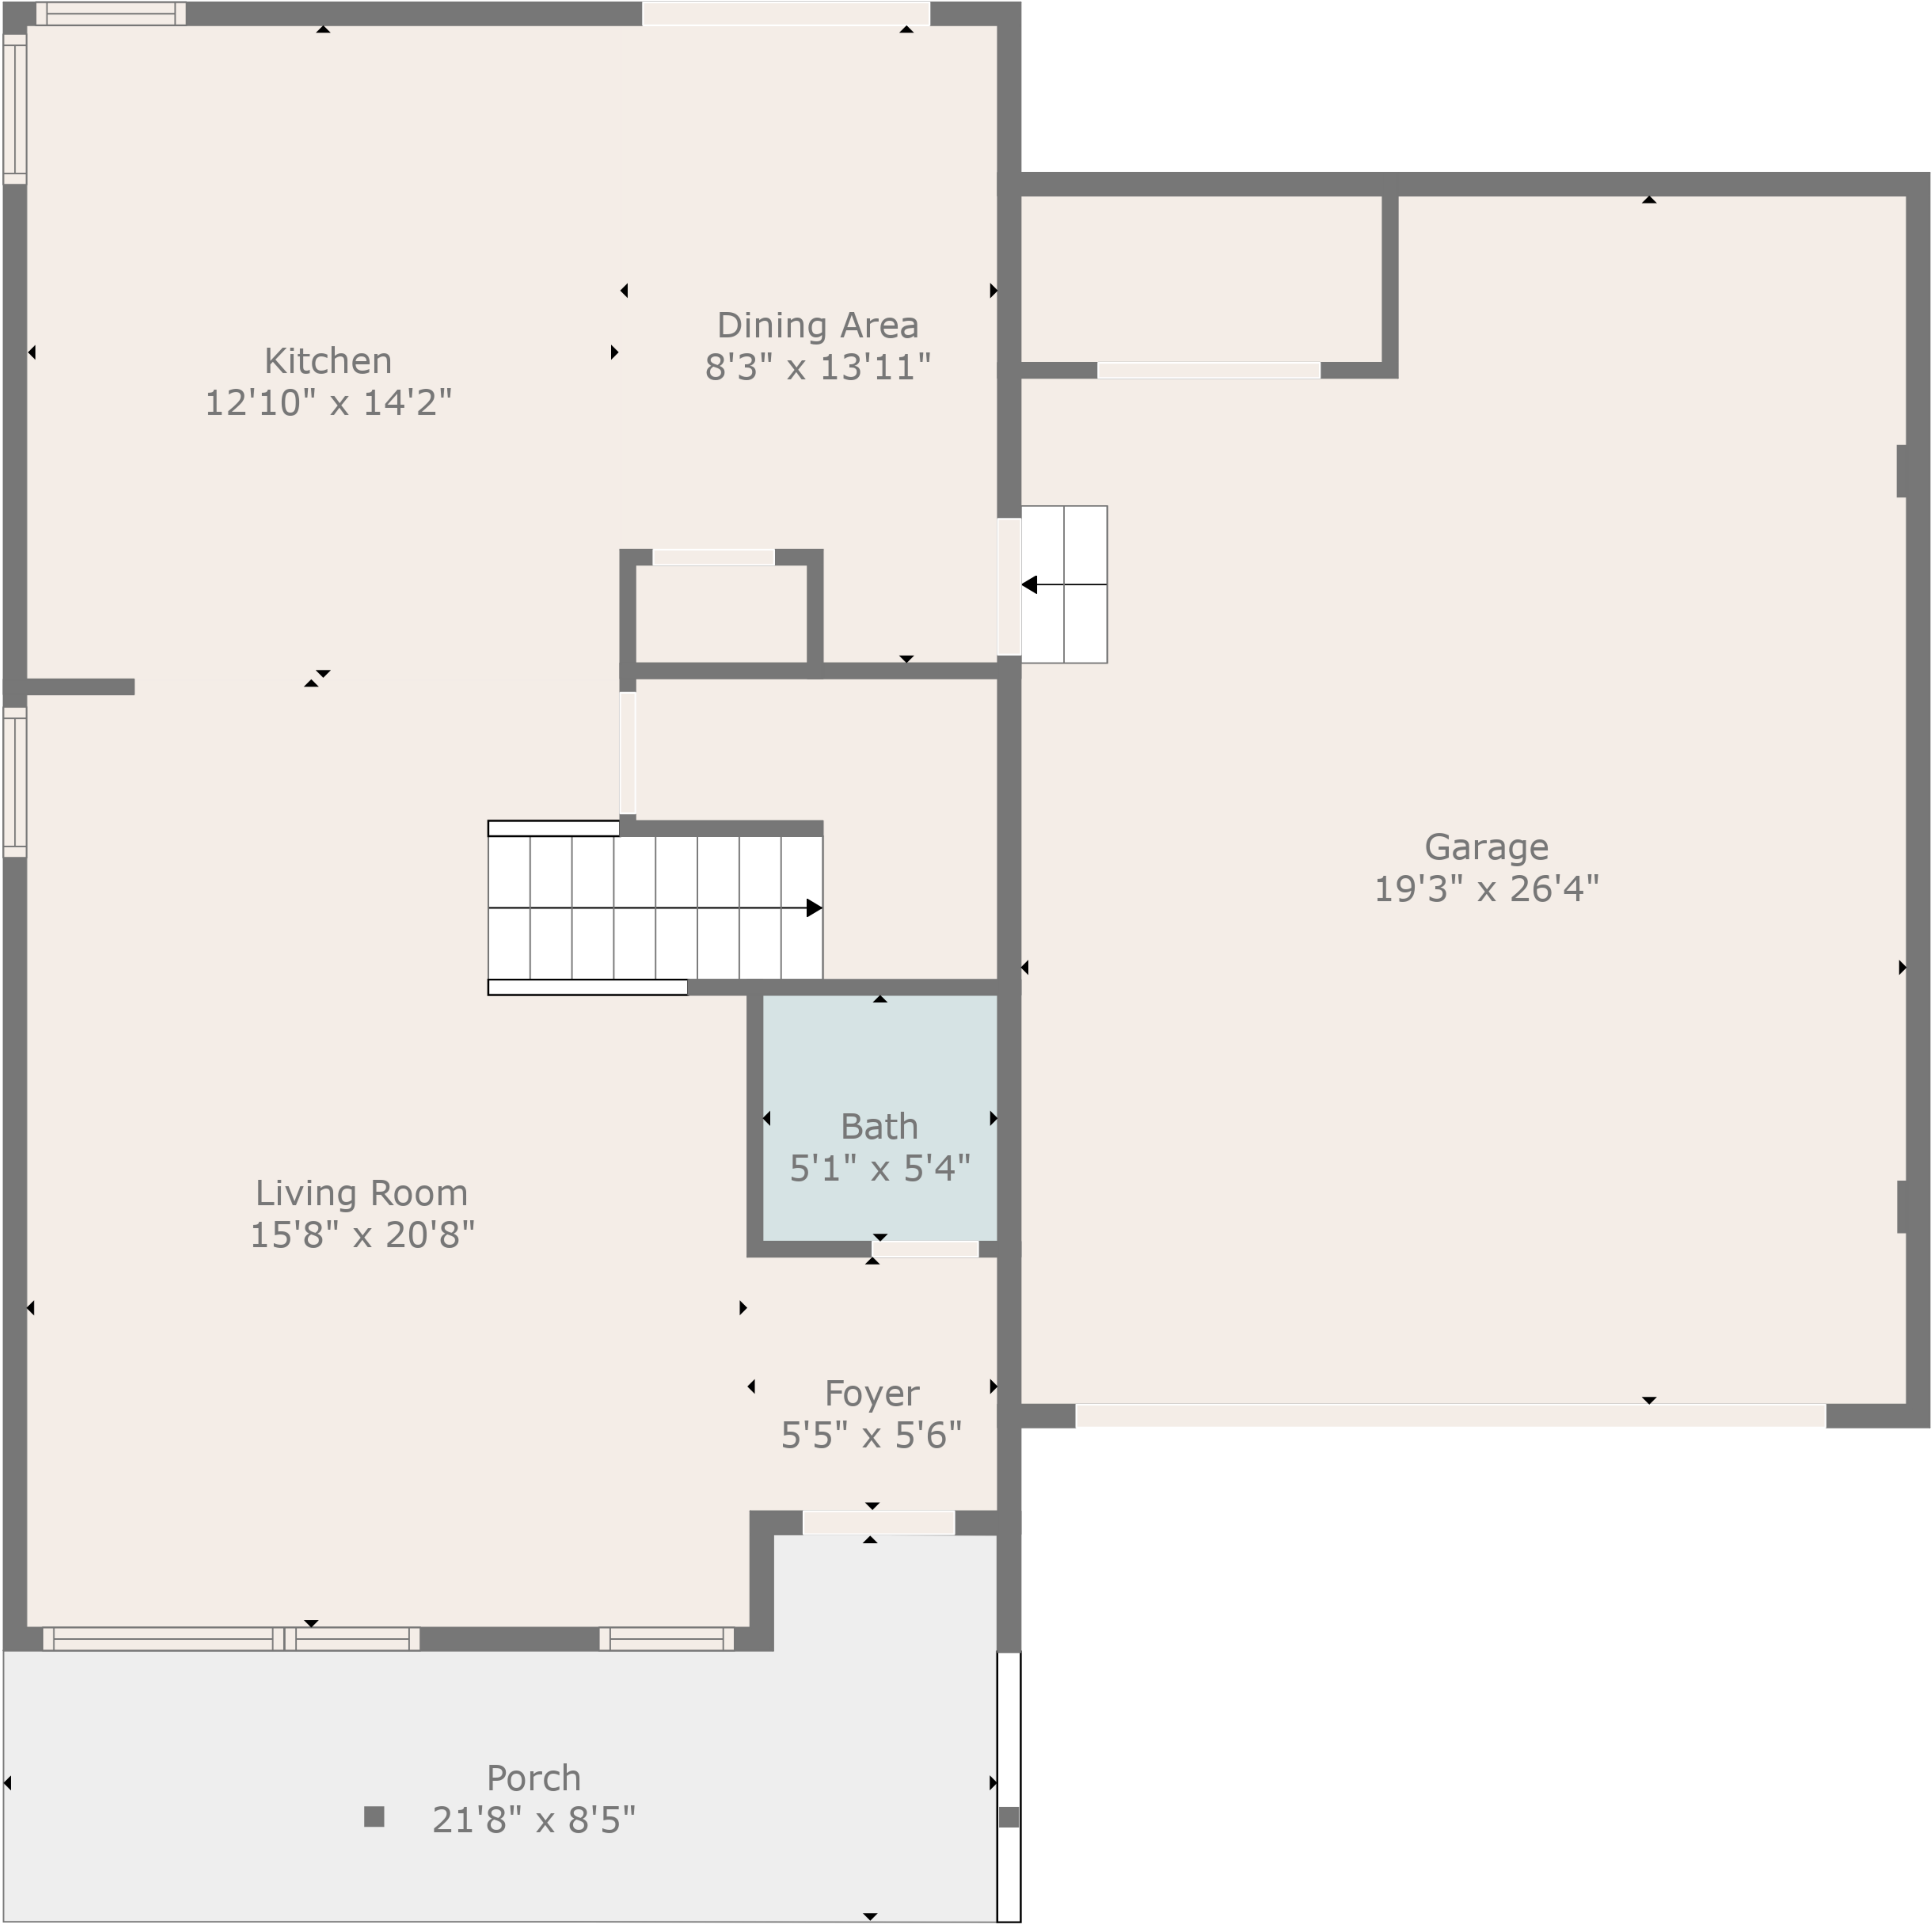 Dining Area
8'3" x 13'11"
Kitchen
12'10" x 14'2"
Garage
19'3" x 26'4"
Bath
5'1" x 5'4"
Living Room
15'8" x 20'8"
Foyer
5'5" x 5'6"
Porch
21'8" x 8'5"